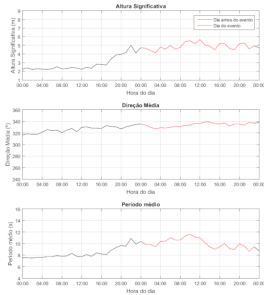 Altura Significativa
Altura Significativa (m)
9
8
7
6
5
4
3
2
1
Dia antes do evento
Dia do evento
00:00 04:00 08:00 12:00 16:00 20:00 00:00 04:00 08:00 12:00 16:00 20:00 00:00
Hora do dia
Direção Média
Direção Média (°)
360
340
320
300
280
260
240
00:00 04:00 08:00 12:00 16:00 20:00 00:00 04:00 08:00 12:00 16:00 20:00 00:00
Hora do dia
Período médio
Período médio (s)
16
14
12
10
8
6
4
00:00 04:00 08:00 12:00 16:00 20:00 00:00 04:00 08:00 12:00 16:00 20:00 00:00
Hora do dia